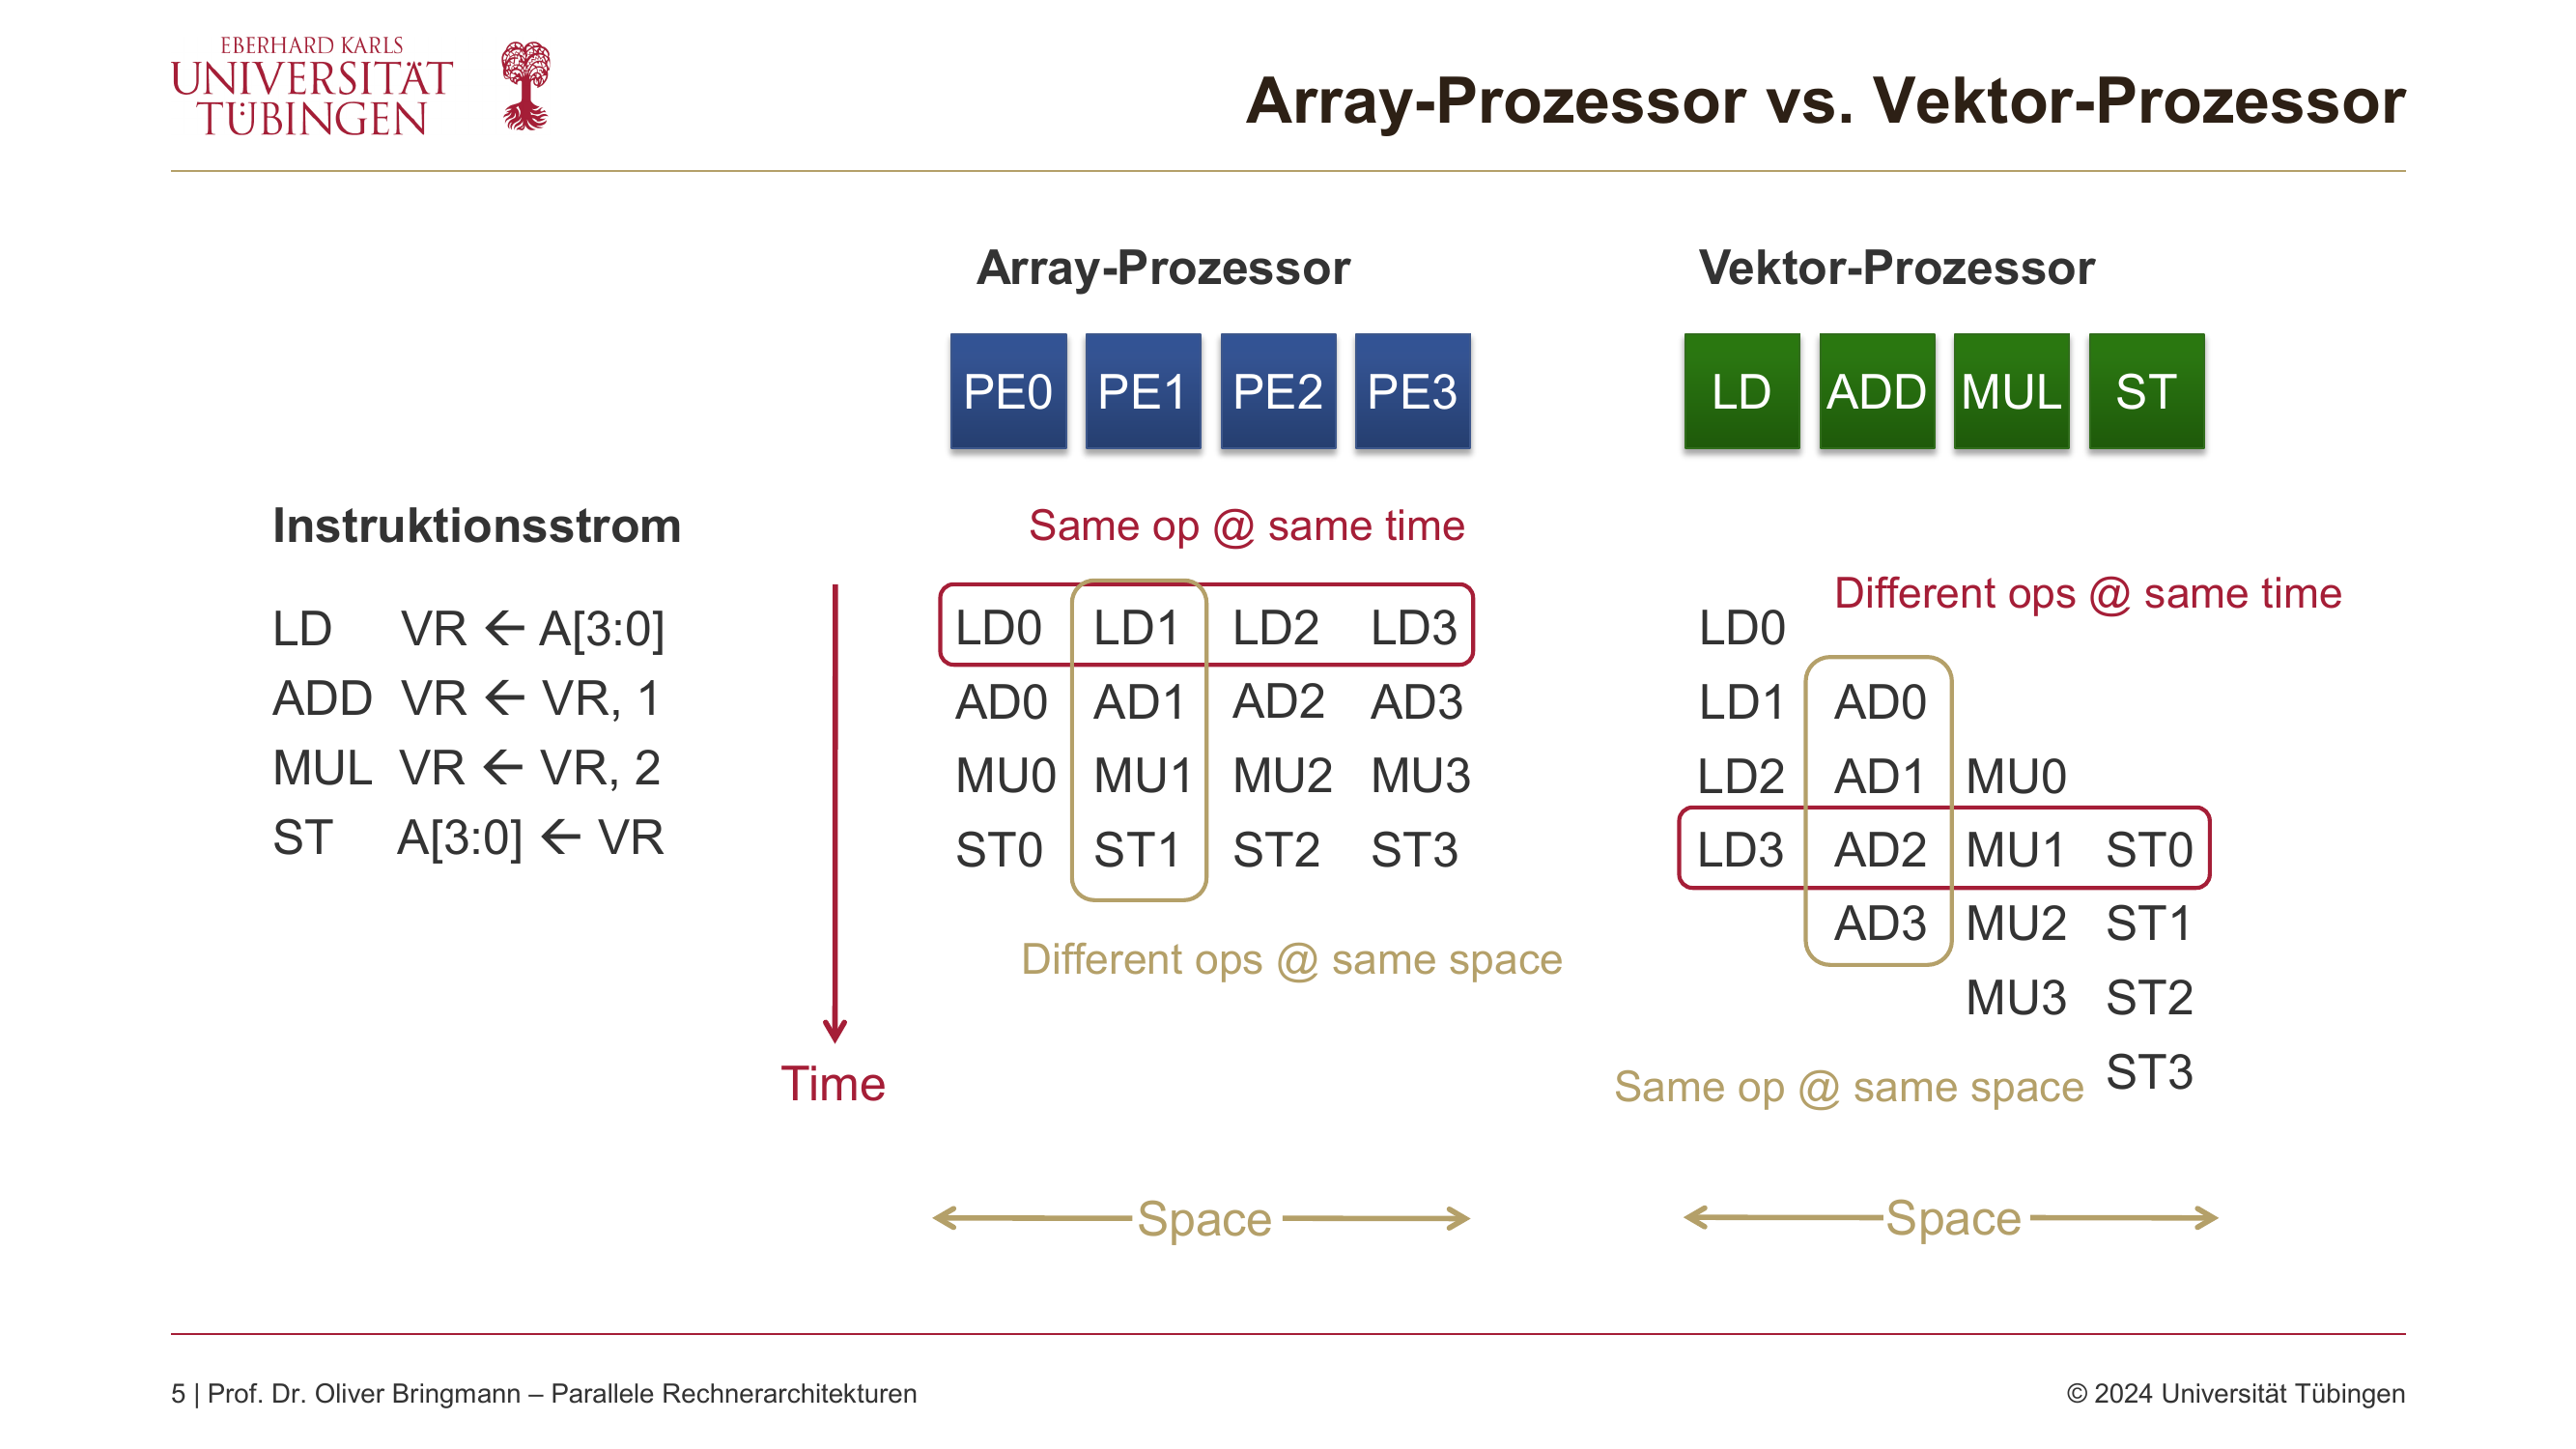 EBERHARD KARLS
UNIVERSITÄT
TÜBINGEN
Array-Prozessor vs. Vektor-Prozessor
Array-Prozessor
Vektor-Prozessor
PE0 PE1 PE2 PE3
LD ADD MUL ST
Instruktionsstrom
LD VR ← A[3:0]
ADD VR ← VR, 1
MUL VR ← VR, 2
ST A[3:0] ← VR
Time
Same op @ same time
LD0 LD1 LD2 LD3
AD0 AD1 AD2 AD3
MU0 MU1 MU2 MU3
ST0 ST1 ST2 ST3
Different ops @ same space
Space
Different ops @ same time
LD0
LD1 AD0
LD2 AD1 MU0
LD3 AD2 MU1 ST0
AD3 MU2 ST1
MU3 ST2
ST3
Same op @ same space
Space
5 | Prof. Dr. Oliver Bringmann – Parallele Rechnerarchitekturen
© 2024 Universität Tübingen